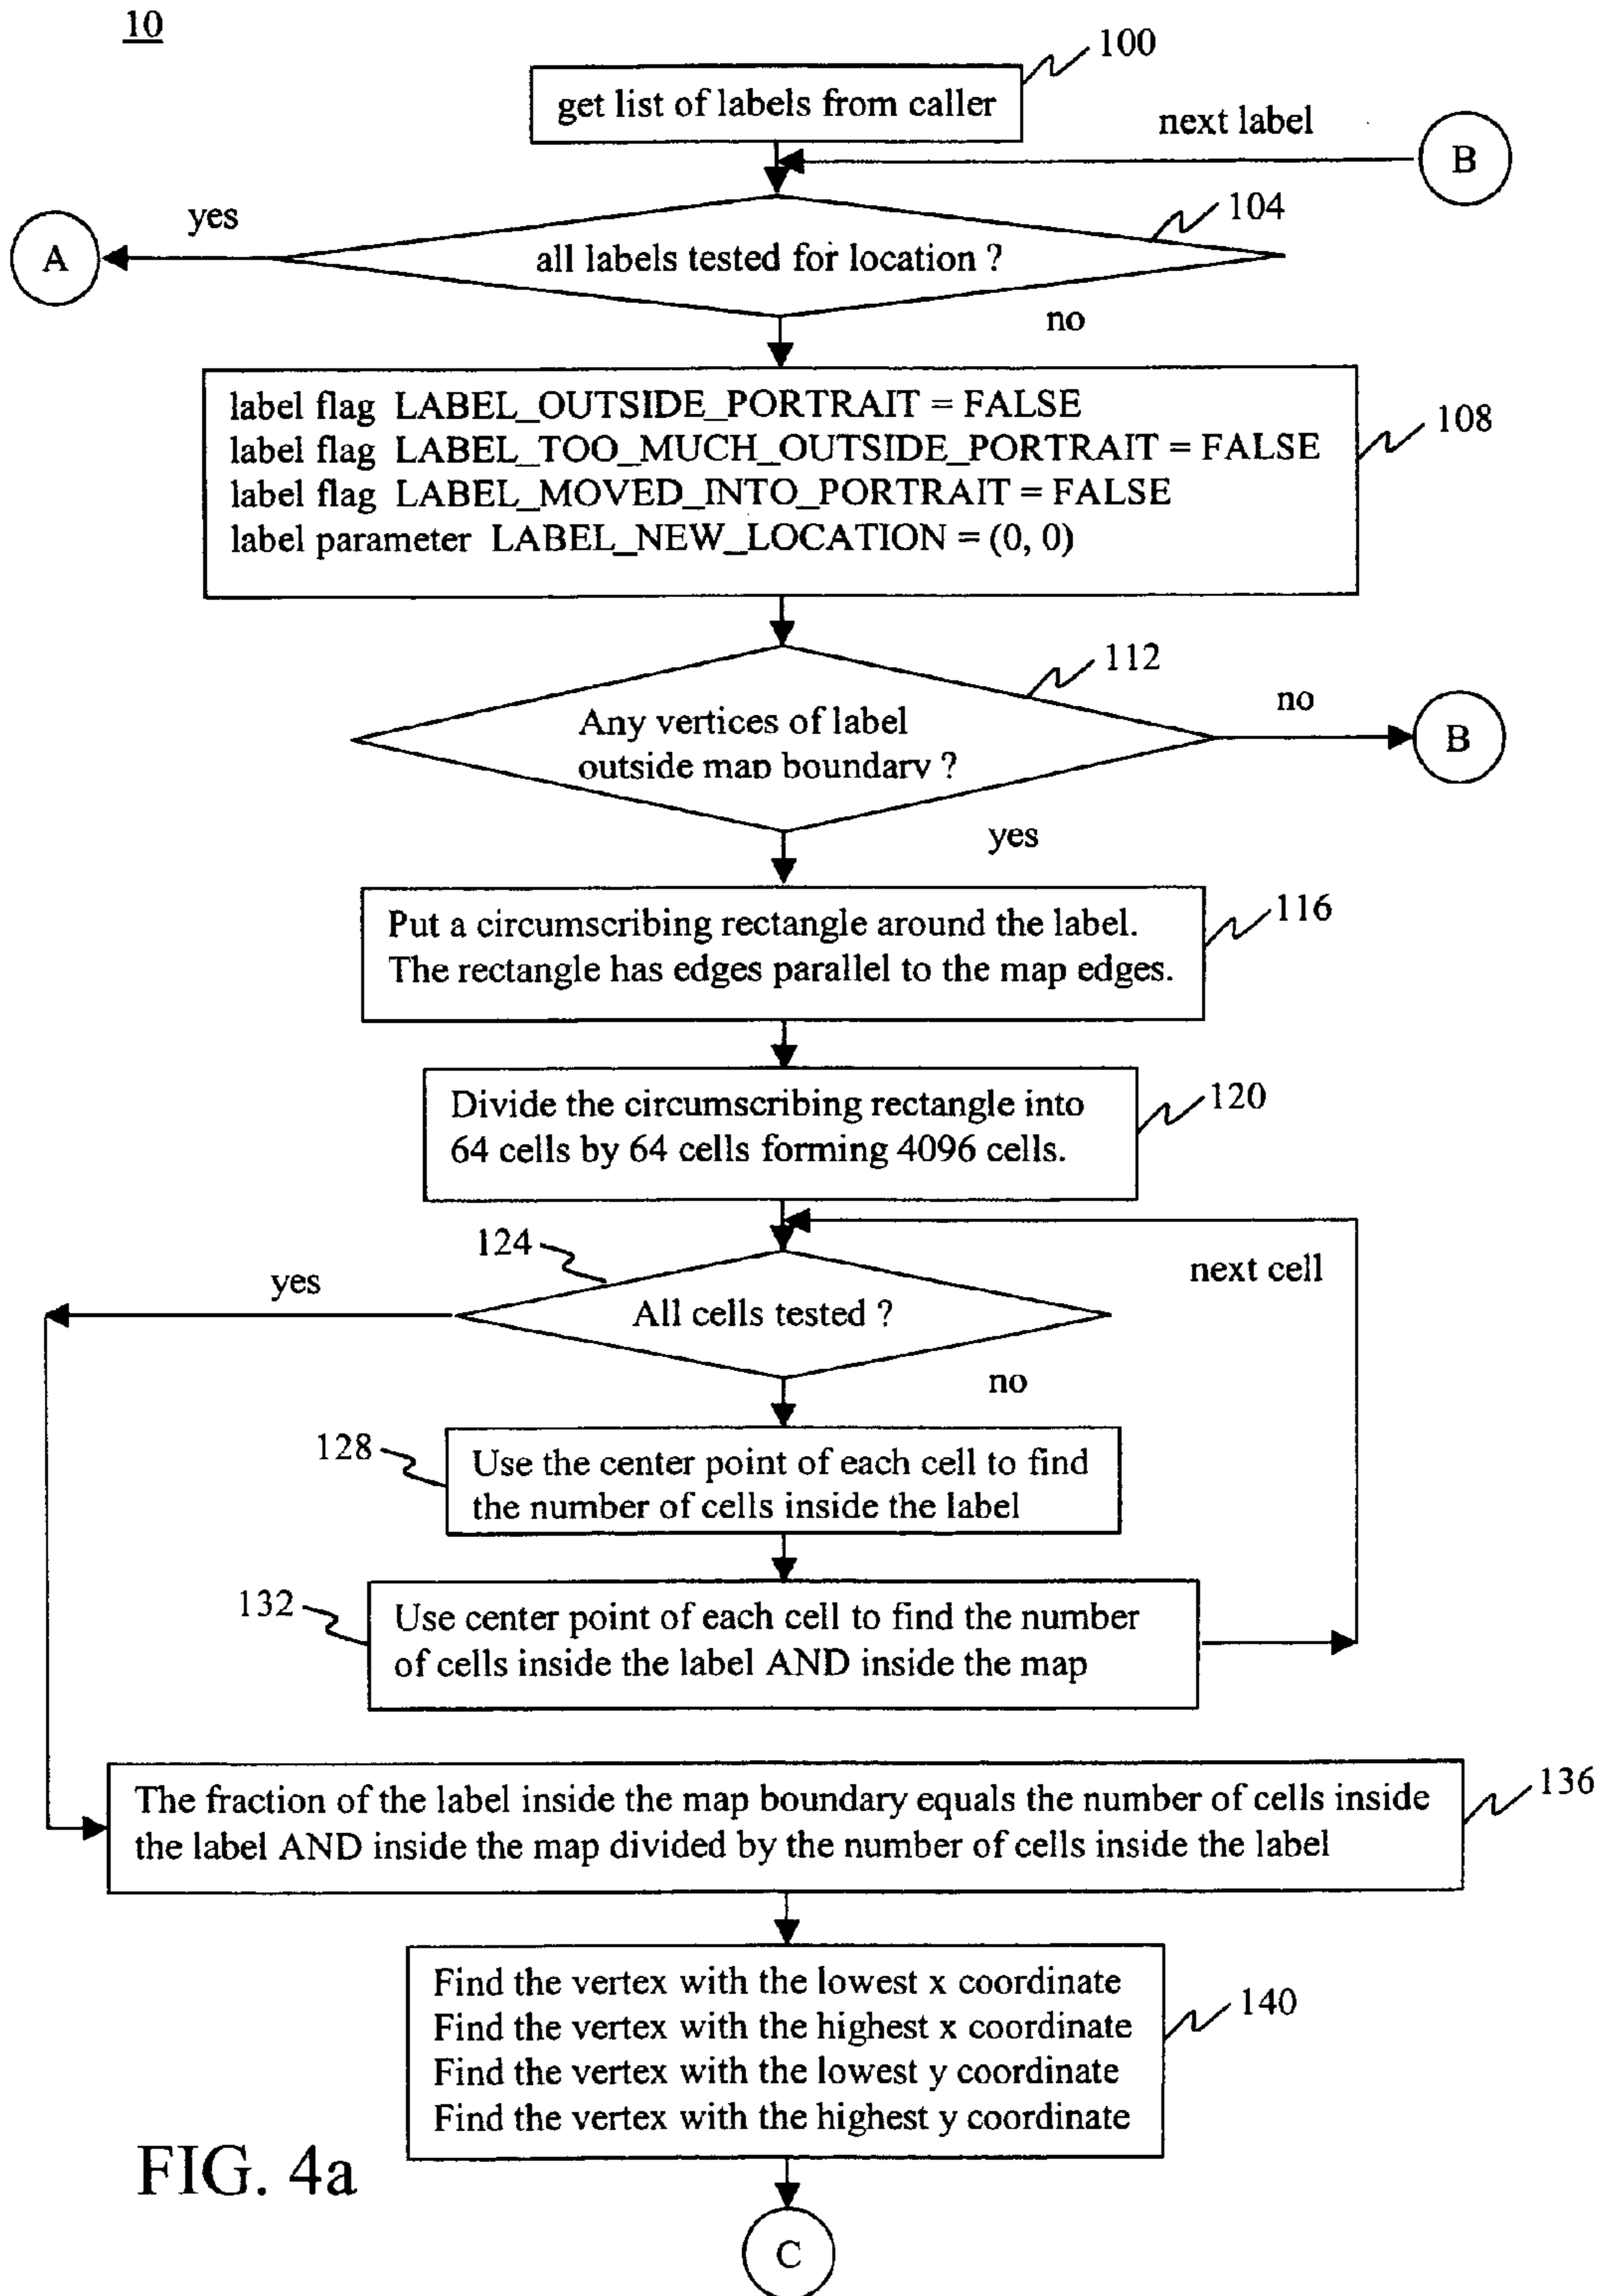 10
100
get list of labels from caller
next label
B
104
yes
A
all labels tested for location ?
no
label flag LABEL_OUTSIDE_PORTRAIT = FALSE
label flag LABEL_TOO_MUCH_OUTSIDE_PORTRAIT = FALSE
label flag LABEL_MOVED_INTO_PORTRAIT = FALSE
label parameter LABEL_NEW_LOCATION = (0, 0)
108
112
Any vertices of label
outside map boundary ?
no
B
yes
Put a circumscribing rectangle around the label.
The rectangle has edges parallel to the map edges.
116
Divide the circumscribing rectangle into
64 cells by 64 cells forming 4096 cells.
120
124
next cell
yes
All cells tested ?
no
128
Use the center point of each cell to find
the number of cells inside the label
132
Use center point of each cell to find the number
of cells inside the label AND inside the map
136
The fraction of the label inside the map boundary equals the number of cells inside
the label AND inside the map divided by the number of cells inside the label
Find the vertex with the lowest x coordinate
Find the vertex with the highest x coordinate
Find the vertex with the lowest y coordinate
Find the vertex with the highest y coordinate
140
FIG. 4a
C